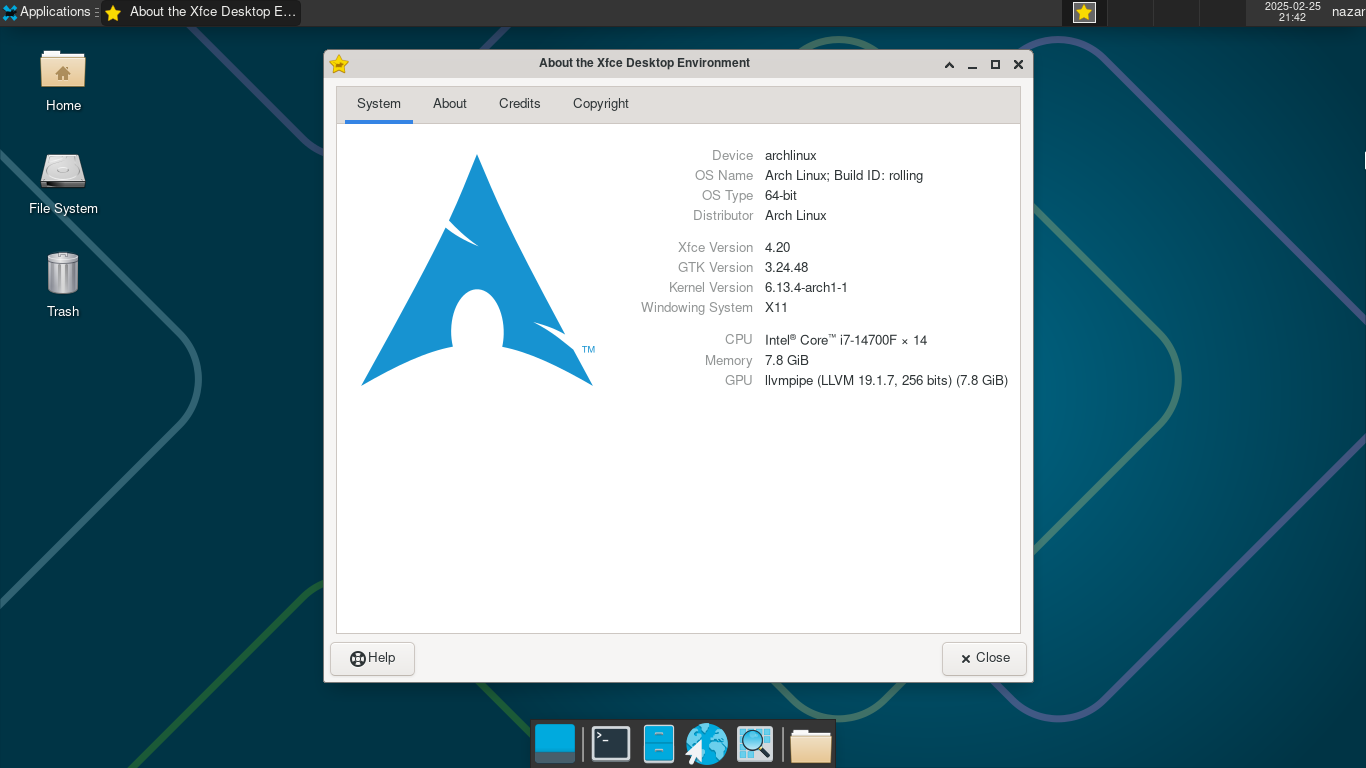 Applications
About the Xfce Desktop E…
2025-02-25
21:42
nazar
Home
File System
Trash
About the Xfce Desktop Environment
System About Credits Copyright
TM
Device archlinux
OS Name Arch Linux; Build ID: rolling
OS Type 64-bit
Distributor Arch Linux
Xfce Version 4.20
GTK Version 3.24.48
Kernel Version 6.13.4-arch1-1
Windowing System X11
CPU Intel® Core™ i7-14700F × 14
Memory 7.8 GiB
GPU llvmpipe (LLVM 19.1.7, 256 bits) (7.8 GiB)
Help
Close
>_